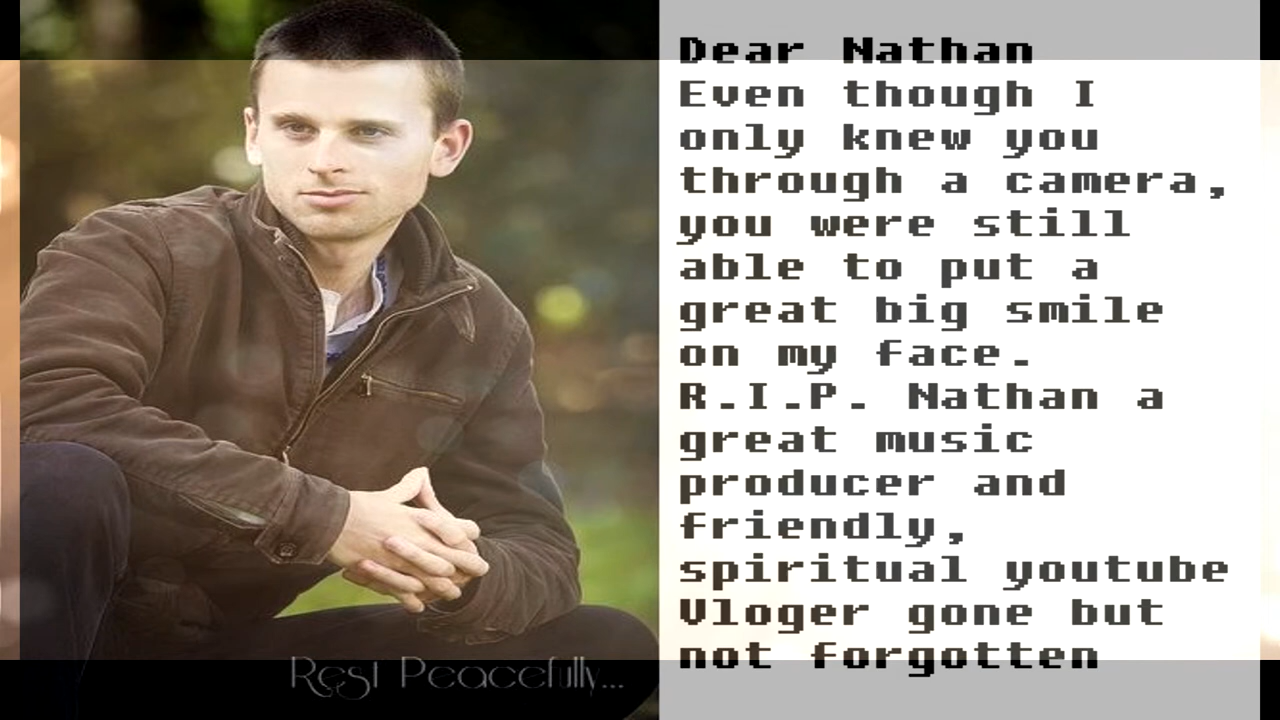 Dear Nathan
Even though I
only knew you
through a camera,
you were still
able to put a
great big smile
on my face.
R.I.P. Nathan a
great music
producer and
friendly,
spiritual youtube
Vloger gone but
not forgotten
Rest Peacefully...